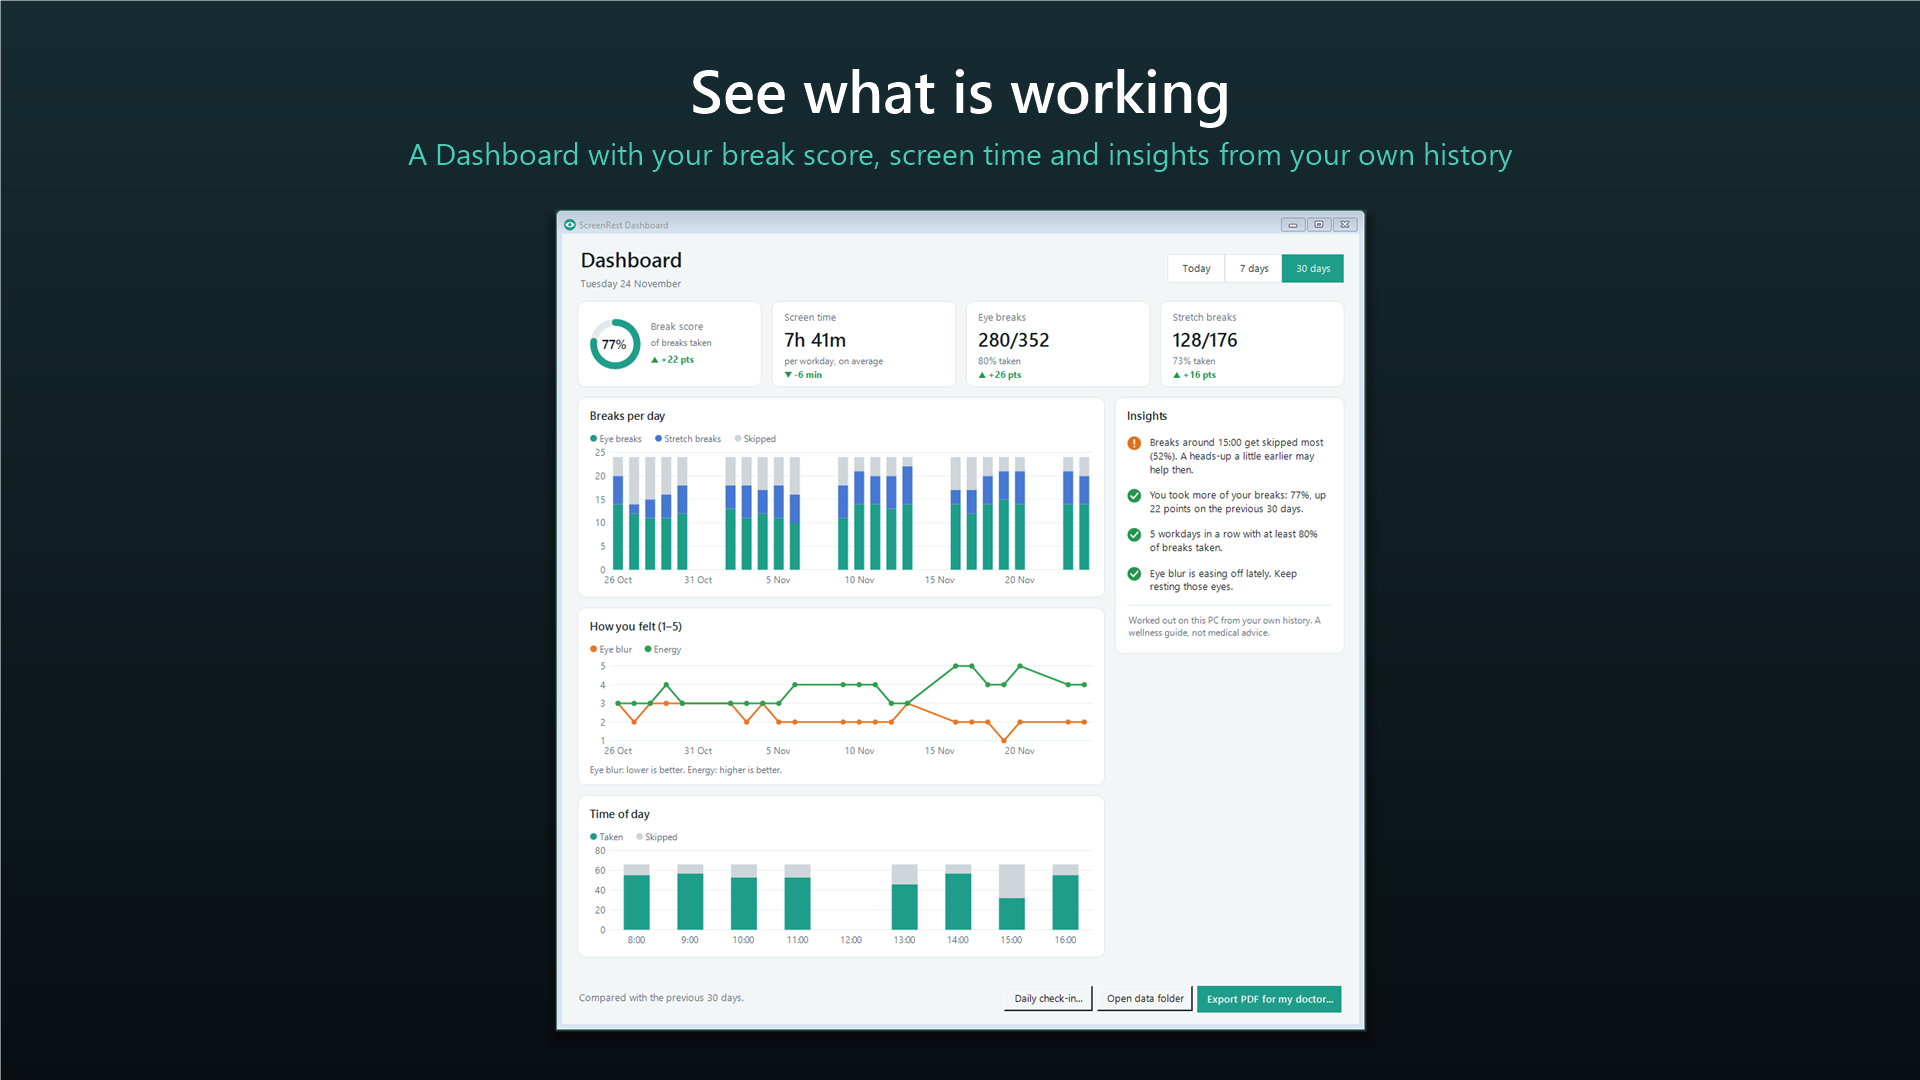 See what is working
A Dashboard with your break score, screen time and insights from your own history
ScreenRest Dashboard
Dashboard
Tuesday 24 November
Today
7 days
30 days
77%
Break score
of breaks taken
▲ +22 pts
Screen time
7h 41m
per workday, on average
▼ -6 min
Eye breaks
280/352
80% taken
▲ +26 pts
Stretch breaks
128/176
73% taken
▲ +16 pts
Breaks per day
Eye breaks Stretch breaks Skipped
25
20
15
10
5
0
26 Oct 31 Oct 5 Nov 10 Nov 15 Nov 20 Nov
Insights
Breaks around 15:00 get skipped most
(52%). A heads-up a little earlier may
help then.
You took more of your breaks: 77%, up
22 points on the previous 30 days.
5 workdays in a row with at least 80%
of breaks taken.
Eye blur is easing off lately. Keep
resting those eyes.
Worked out on this PC from your own history. A
wellness guide, not medical advice.
How you felt (1–5)
Eye blur Energy
5
4
3
2
1
26 Oct 31 Oct 5 Nov 10 Nov 15 Nov 20 Nov
Eye blur: lower is better. Energy: higher is better.
Time of day
Taken Skipped
80
60
40
20
0
8:00 9:00 10:00 11:00 12:00 13:00 14:00 15:00 16:00
Compared with the previous 30 days.
Daily check-in...
Open data folder
Export PDF for my doctor...